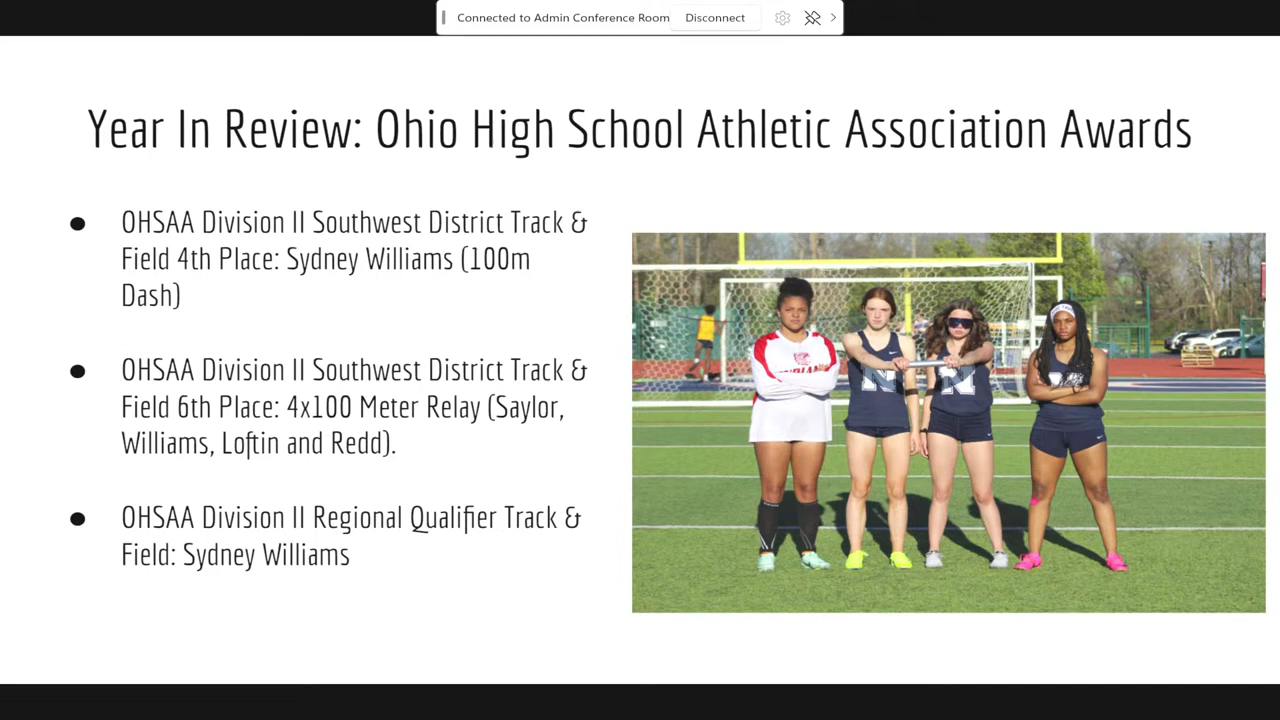 Connected to Admin Conference Room Disconnect
Year In Review: Ohio High School Athletic Association Awards
● OHSAA Division II Southwest District Track &
Field 4th Place: Sydney Williams (100m
Dash)
● OHSAA Division II Southwest District Track &
Field 6th Place: 4x100 Meter Relay (Saylor,
Williams, Loftin and Redd).
● OHSAA Division II Regional Qualifier Track &
Field: Sydney Williams
N N